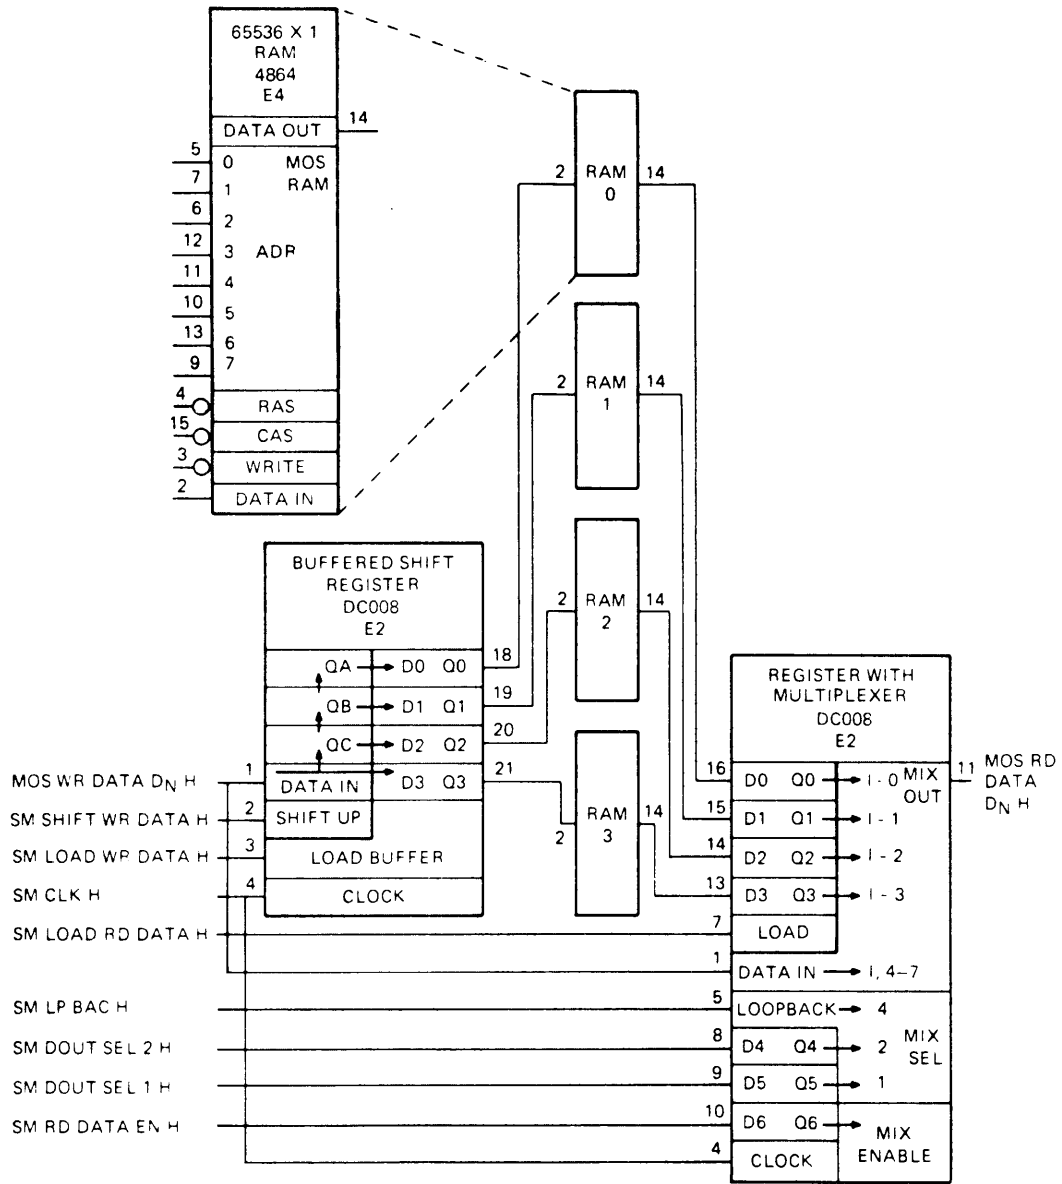 65536 X 1
RAM
4864
E4
DATA OUT 14
5 0 MOS
7 1 RAM
6 2
12 3 ADR
11 4
10 5
13 6
9 7
4 RAS
15 CAS
3 WRITE
2 DATA IN
2 RAM 0 14
2 RAM 1 14
2 RAM 2 14
2 RAM 3 14
BUFFERED SHIFT
REGISTER
DC008
E2
QA D0 Q0 18
QB D1 Q1 19
QC D2 Q2 20
DATA IN D3 Q3 21
MOS WR DATA DN H 1
SM SHIFT WR DATA H 2 SHIFT UP
SM LOAD WR DATA H 3 LOAD BUFFER
SM CLK H 4 CLOCK
REGISTER WITH
MULTIPLEXER
DC008
E2
16 D0 Q0 I - 0 MIX OUT 11 MOS RD DATA DN H
15 D1 Q1 I - 1
14 D2 Q2 I - 2
13 D3 Q3 I - 3
SM LOAD RD DATA H 7 LOAD
1 DATA IN I, 4-7
SM LP BAC H 5 LOOPBACK 4
SM DOUT SEL 2 H 8 D4 Q4 2 MIX SEL
SM DOUT SEL 1 H 9 D5 Q5 1
SM RD DATA EN H 10 D6 Q6 MIX ENABLE
4 CLOCK